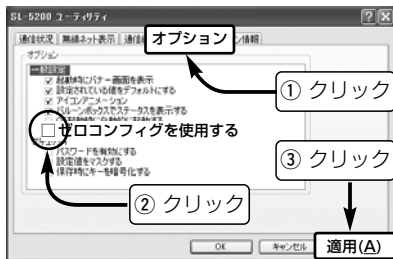 SL-5200 ユーティリティ
通信状況 無線ネット表示 オプション ン情報
オプション
一般設定
起動時にバナー画面を表示
設定されている値をデフォルトにする
アイコンアニメーション
バルーンボックスでステータスを表示する
ゼロコンフィグを使用する
パスワードを有効にする
設定値をマスクする
保存時にキーを暗号化する
① クリック
② クリック
③ クリック
OK キャンセル 適用(A)